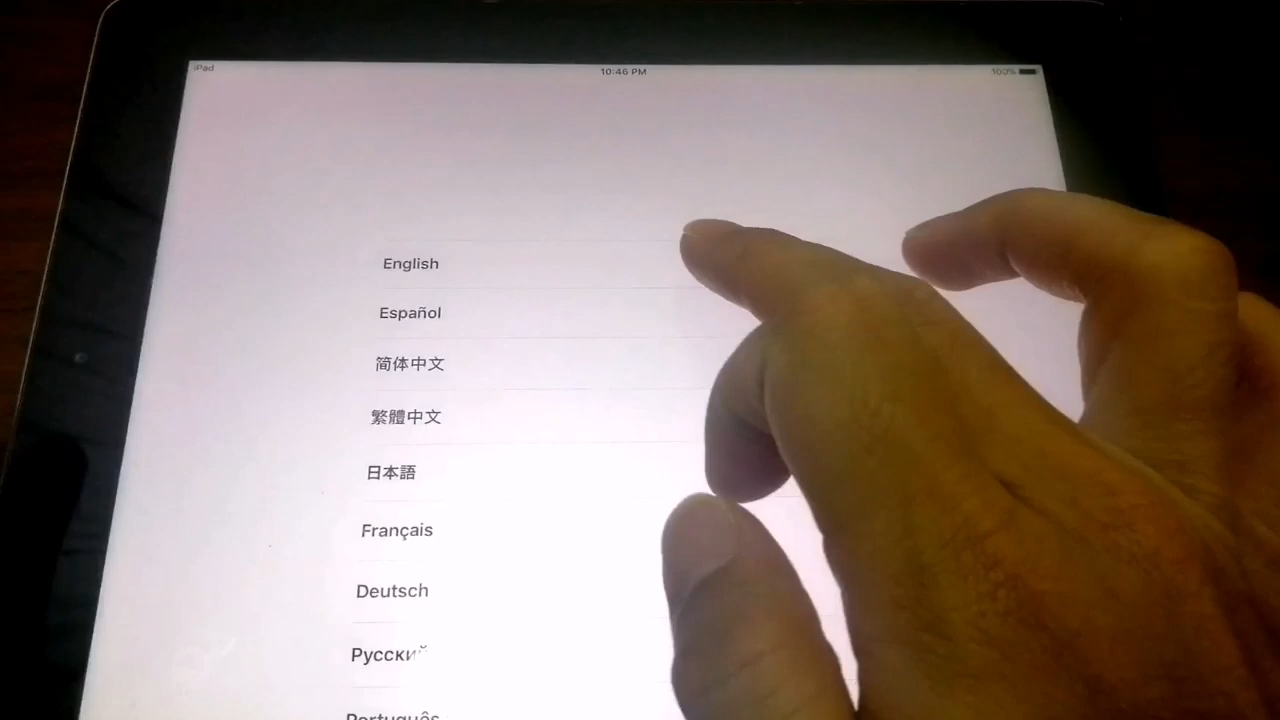 iPad
10:46 PM
100%
English
Español
简体中文
繁體中文
日本語
Français
Deutsch
Русский
Português